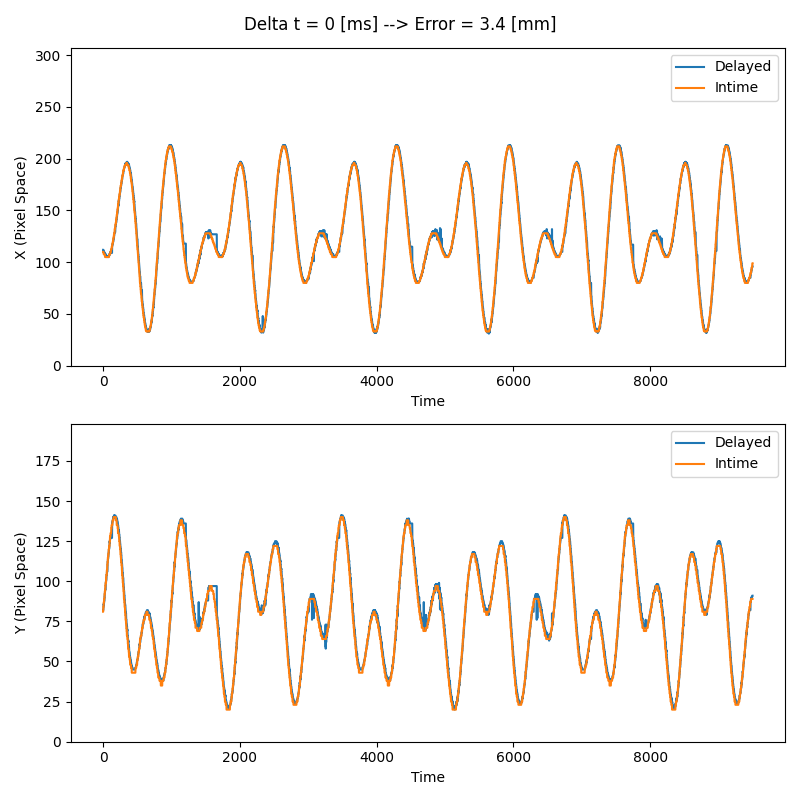 Delta t = 0 [ms] --> Error = 3.4 [mm]
300
250
200
150
100
50
0
X (Pixel Space)
Delayed
Intime
0 2000 4000 6000 8000
Time
175
150
125
100
75
50
25
0
Y (Pixel Space)
Delayed
Intime
0 2000 4000 6000 8000
Time